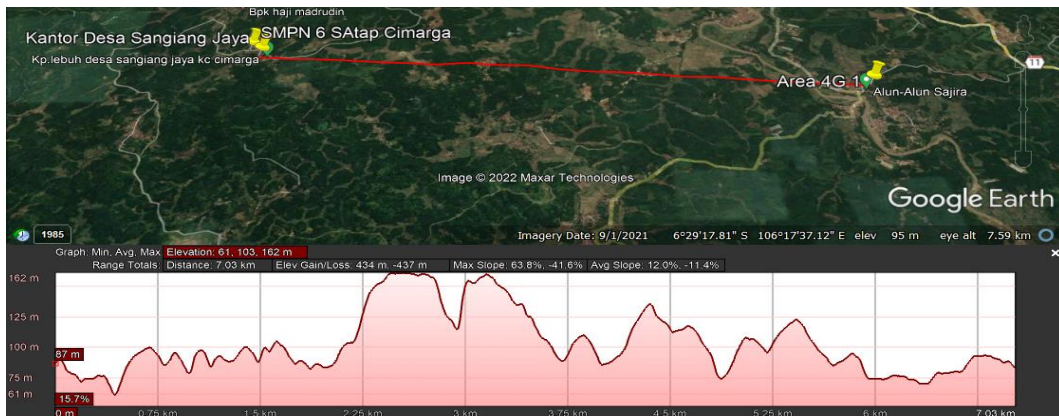 Bpk haji madrudin
Kantor Desa Sangiang Jaya SMPN 6 SAtap Cimarga
Kp.lebuh desa sangiang jaya kc cimarga
11
Area 4G 1
Alun-Alun Sajira
Image © 2022 Maxar Technologies
Google Earth
1985
Imagery Date: 9/1/2021 6°29'17.81" S 106°17'37.12" E elev 95 m eye alt 7.59 km
Graph: Min, Avg, Max Elevation: 61, 103, 162 m
Range Totals: Distance: 7.03 km Elev Gain/Loss: 434 m, -437 m Max Slope: 63.8%, -41.6% Avg Slope: 12.0%, -11.4%
162 m
125 m
100 m
87 m
75 m
61 m
15.7%
0 m 0.75 km 1.5 km 2.25 km 3 km 3.75 km 4.5 km 5.25 km 6 km 7.03 km